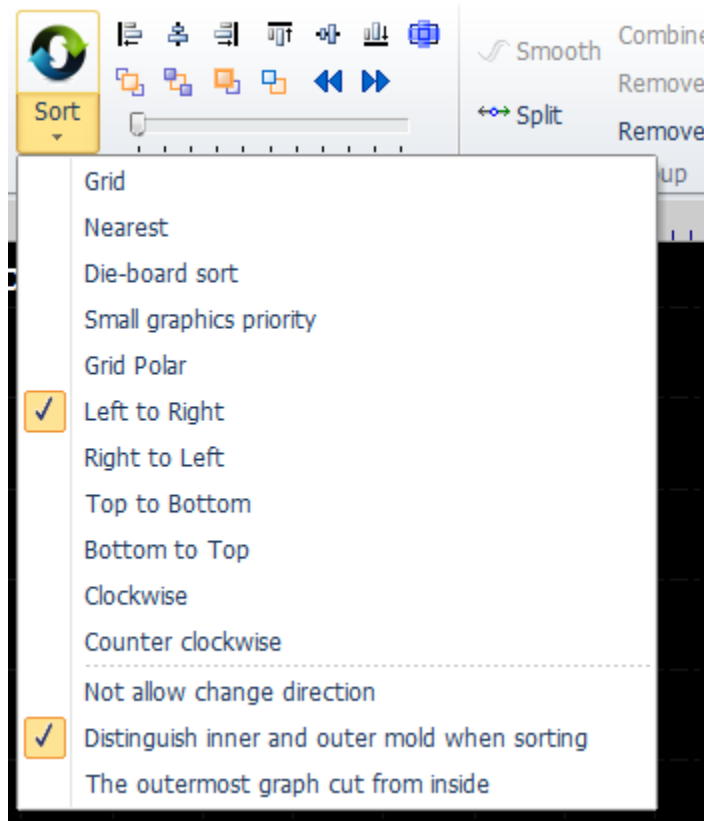 Sort
Smooth
Split
Combine
Remove
Remove
up
Grid
Nearest
Die-board sort
Small graphics priority
Grid Polar
Left to Right
Right to Left
Top to Bottom
Bottom to Top
Clockwise
Counter clockwise
Not allow change direction
Distinguish inner and outer mold when sorting
The outermost graph cut from inside